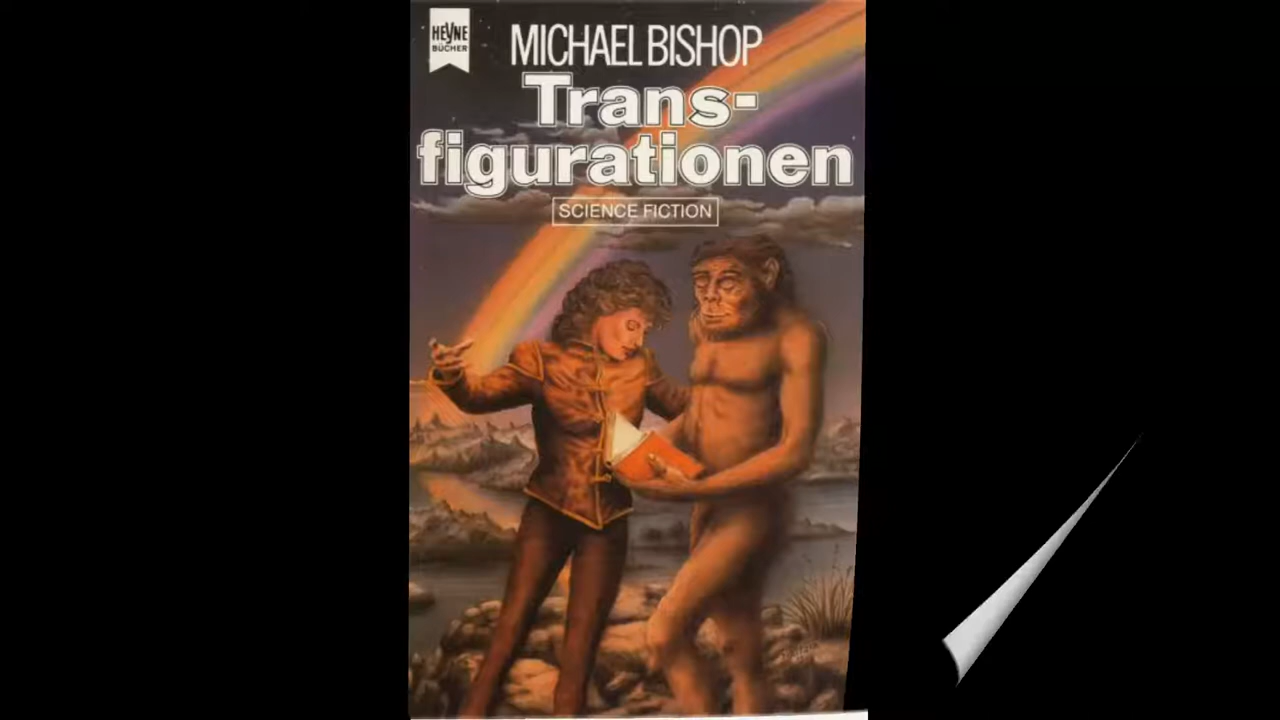 HEYNE
BÜCHER
MICHAEL BISHOP
Trans-
figurationen
SCIENCE FICTION